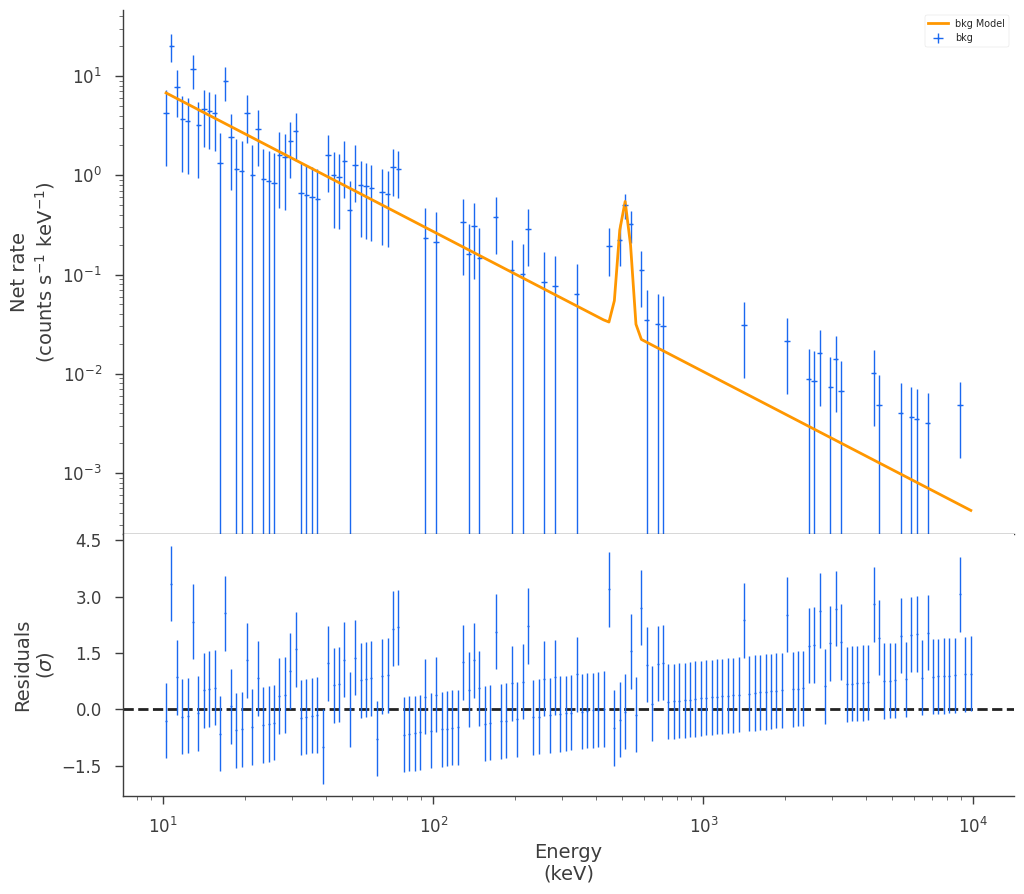 bkg Model
bkg
Net rate
(counts s⁻¹ keV⁻¹)
10¹
10⁰
10⁻¹
10⁻²
10⁻³
Residuals
(σ)
4.5
3.0
1.5
0.0
−1.5
10¹ 10² 10³ 10⁴
Energy
(keV)